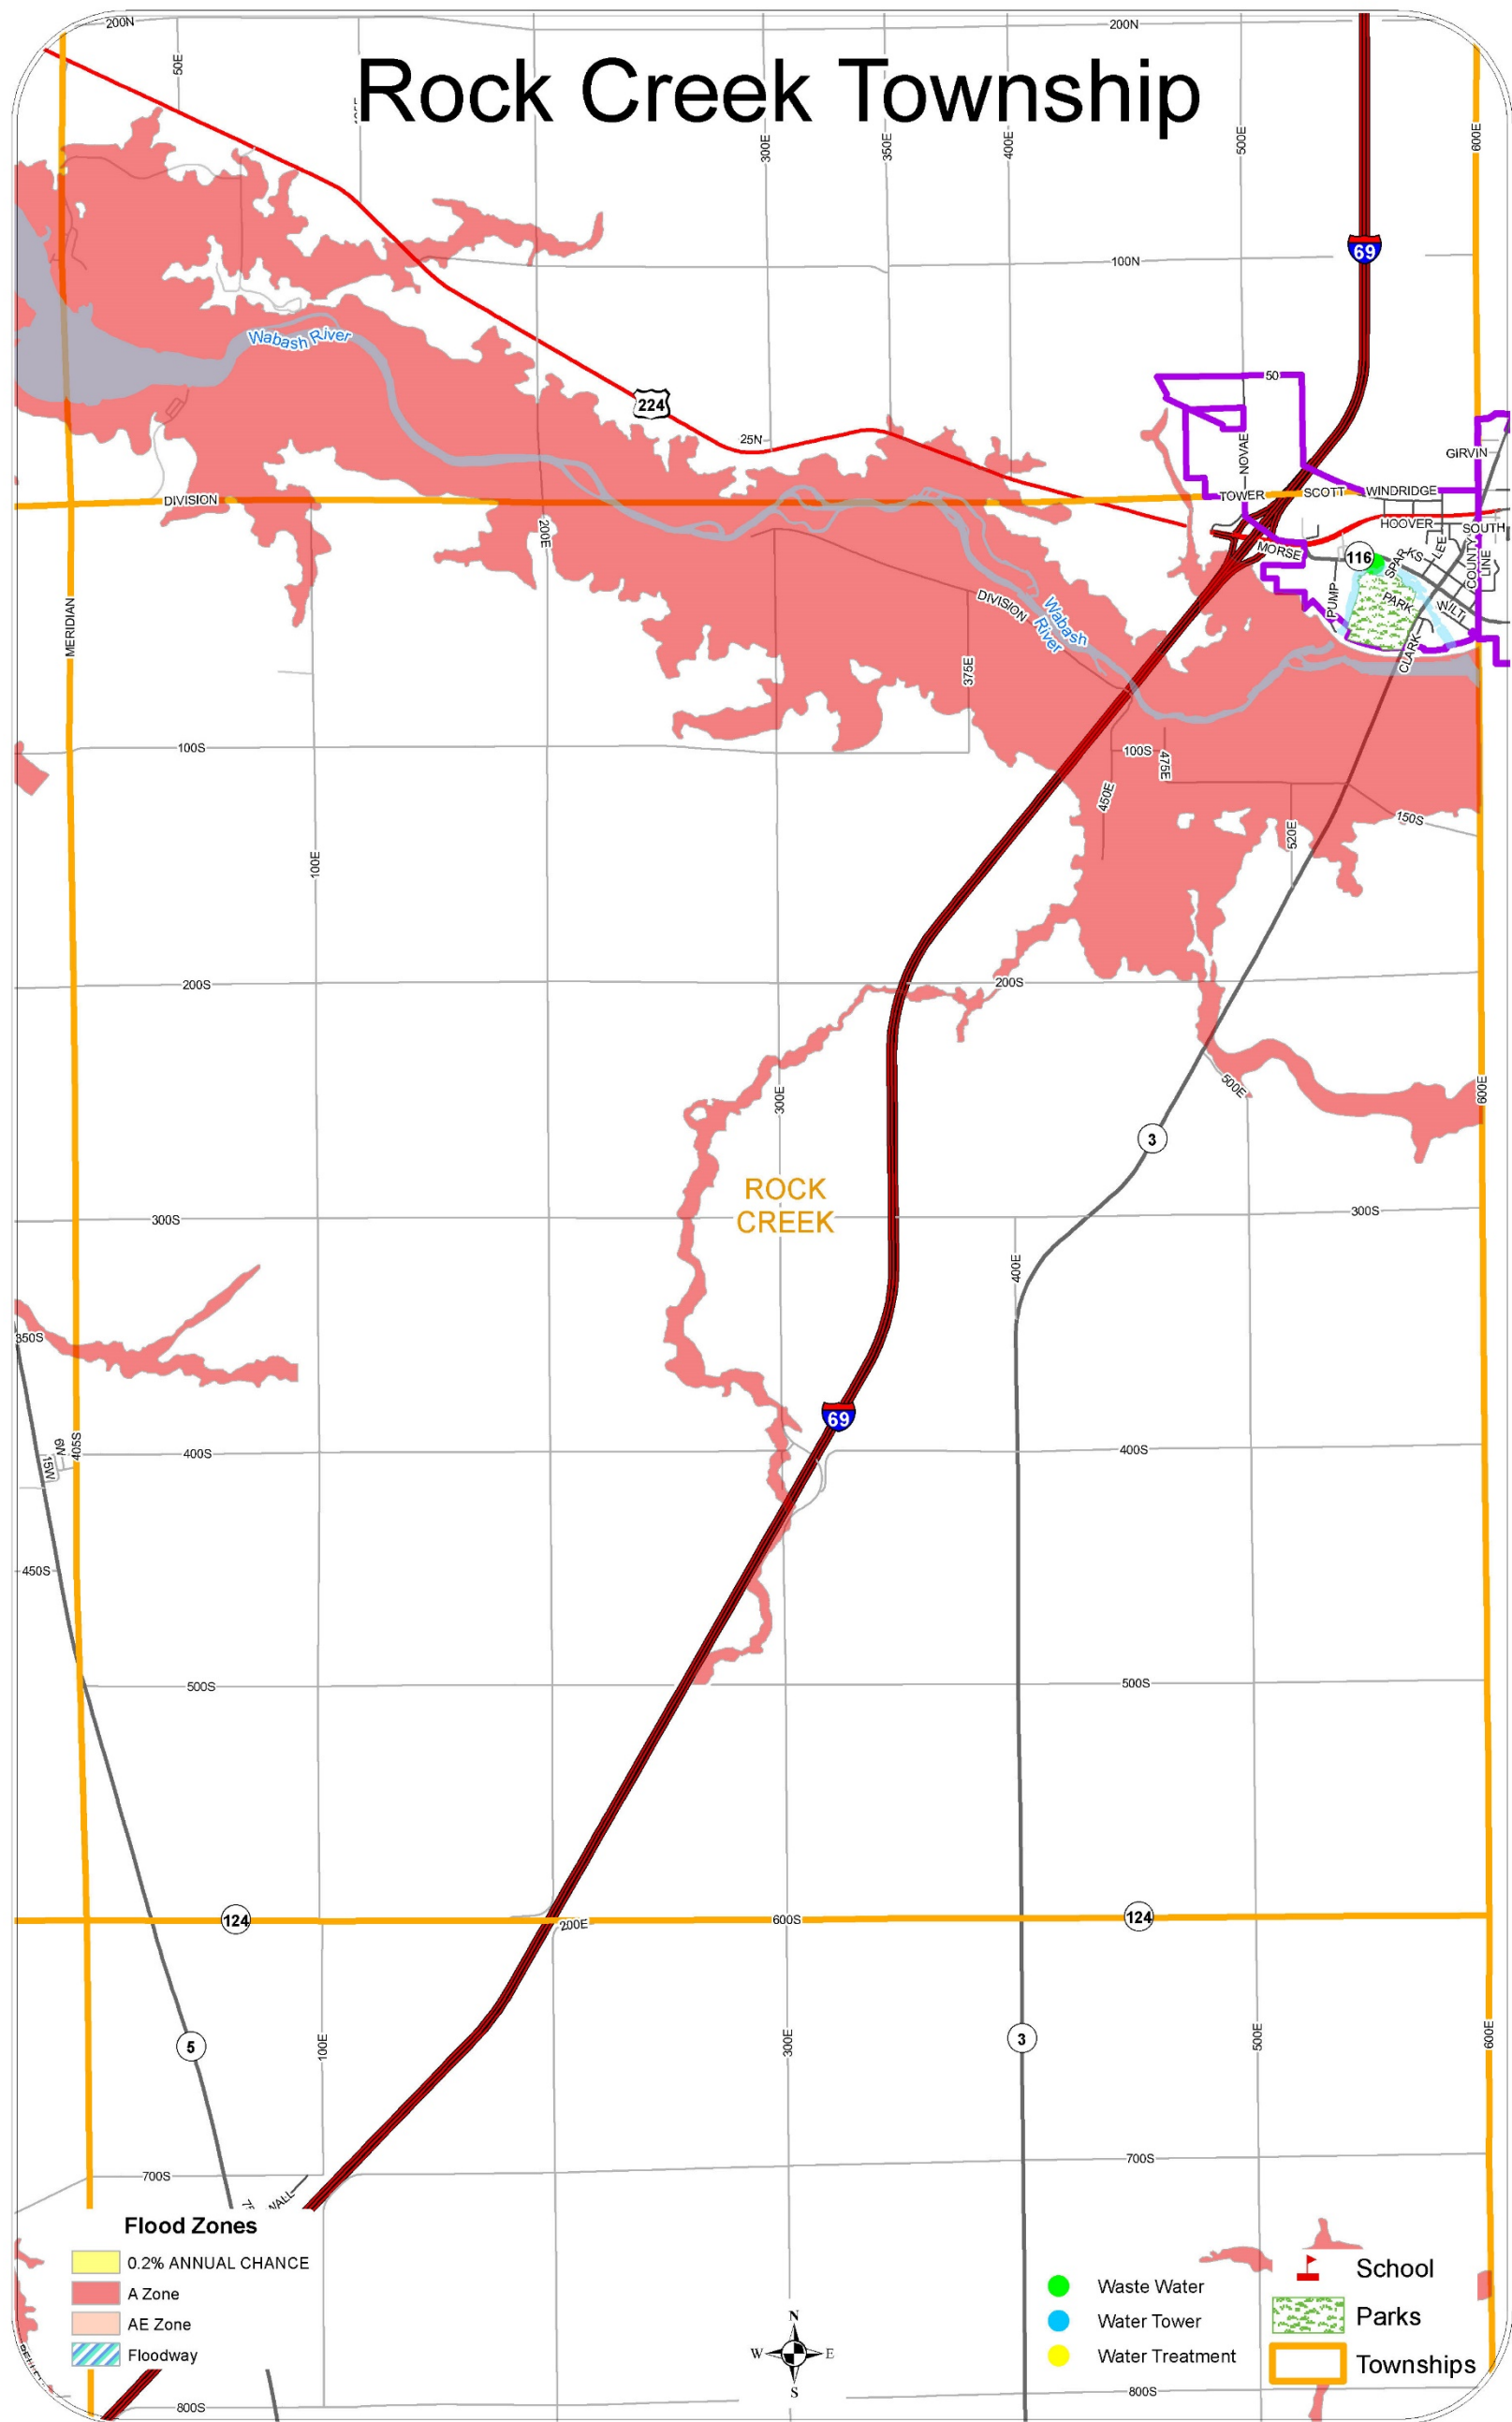 200N
200N
50E
Rock Creek Township
300E
350E
400E
500E
600E
100N
69
Wabash River
224
25N
50
NOVAE
GIRVIN
DIVISION
TOWER
SCOTT
WINDRIDGE
HOOVER
SOUTH
200E
MORSE
116
SPARKS
LEE
COUNTY LINE
PUMP
PARK
WILT
CLARK
MERIDIAN
DIVISION
Wabash
River
375E
100S
100S
475E
450E
520E
150S
100E
200S
200S
300E
500E
600E
3
ROCK
CREEK
300S
300S
400E
350S
69
6W
15W
405S
400S
400S
450S
500S
500S
124
200E
600S
124
5
100E
300E
3
500E
600E
700S
700S
Flood Zones
0.2% ANNUAL CHANCE
A Zone
AE Zone
Floodway
N
W E
S
Waste Water
Water Tower
Water Treatment
School
Parks
Townships
800S
800S